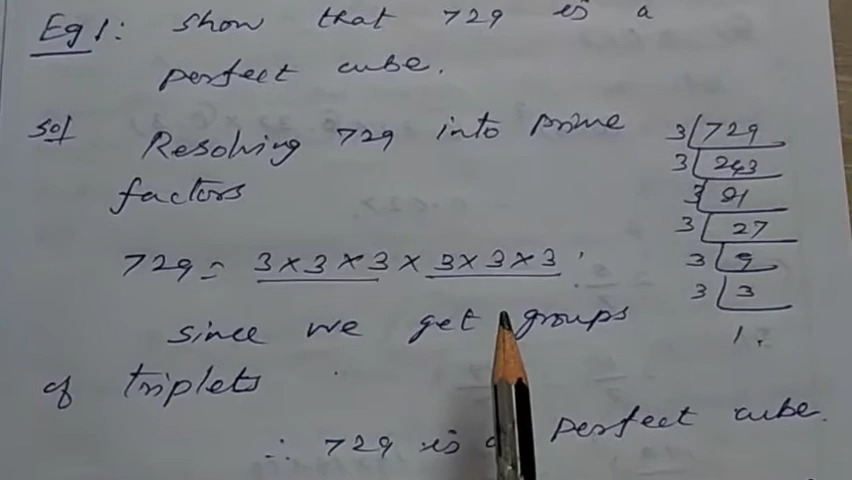 Eg 1: Show that 729 is a
perfect cube.
Sol Resolving 729 into prime
factors
729 = 3 × 3 × 3 × 3 × 3 × 3
since we get groups
of triplets
∴ 729 is a perfect cube.
3 | 729
3 | 243
3 | 81
3 | 27
3 | 9
3 | 3
1.